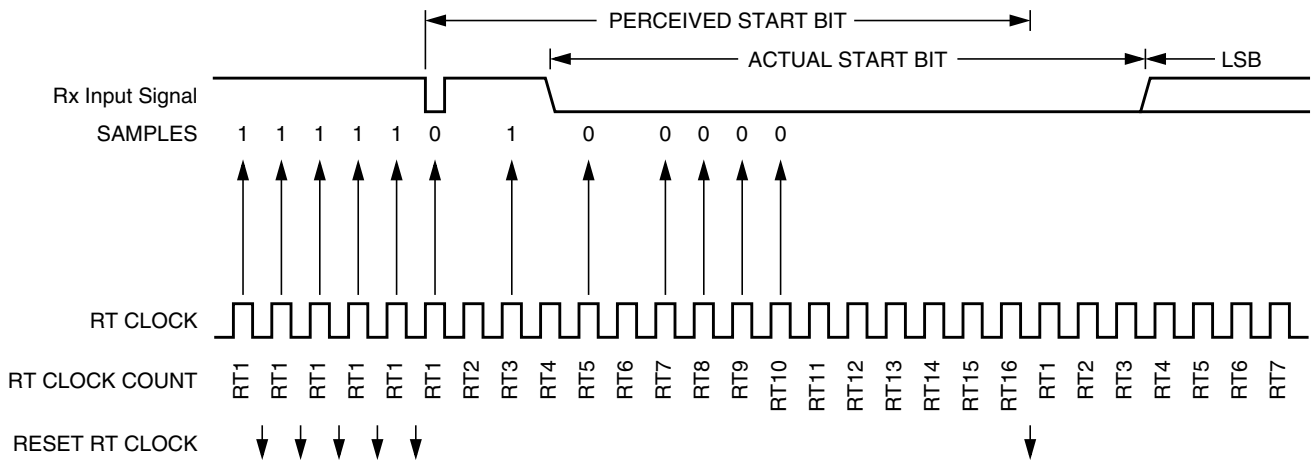 PERCEIVED START BIT
ACTUAL START BIT LSB
Rx Input Signal
SAMPLES 1 1 1 1 1 0 1 0 0 0 0 0
RT CLOCK
RT CLOCK COUNT RT1 RT1 RT1 RT1 RT1 RT1 RT2 RT3 RT4 RT5 RT6 RT7 RT8 RT9 RT10 RT11 RT12 RT13 RT14 RT15 RT16 RT1 RT2 RT3 RT4 RT5 RT6 RT7
RESET RT CLOCK